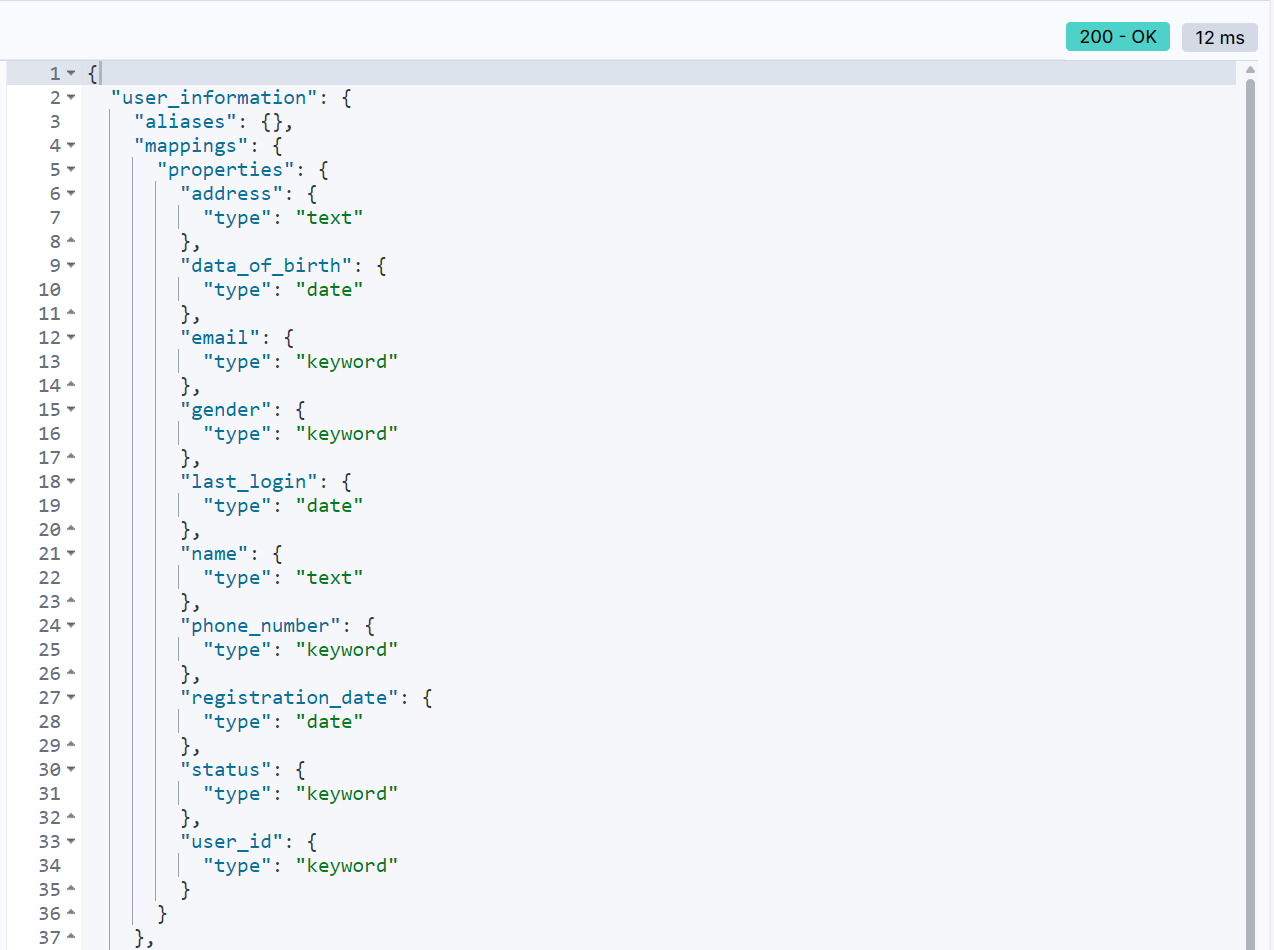 200 - OK
12 ms
1 {
2 "user_information": {
3 "aliases": {},
4 "mappings": {
5 "properties": {
6 "address": {
7 "type": "text"
8 },
9 "data_of_birth": {
10 "type": "date"
11 },
12 "email": {
13 "type": "keyword"
14 },
15 "gender": {
16 "type": "keyword"
17 },
18 "last_login": {
19 "type": "date"
20 },
21 "name": {
22 "type": "text"
23 },
24 "phone_number": {
25 "type": "keyword"
26 },
27 "registration_date": {
28 "type": "date"
29 },
30 "status": {
31 "type": "keyword"
32 },
33 "user_id": {
34 "type": "keyword"
35 }
36 }
37 },